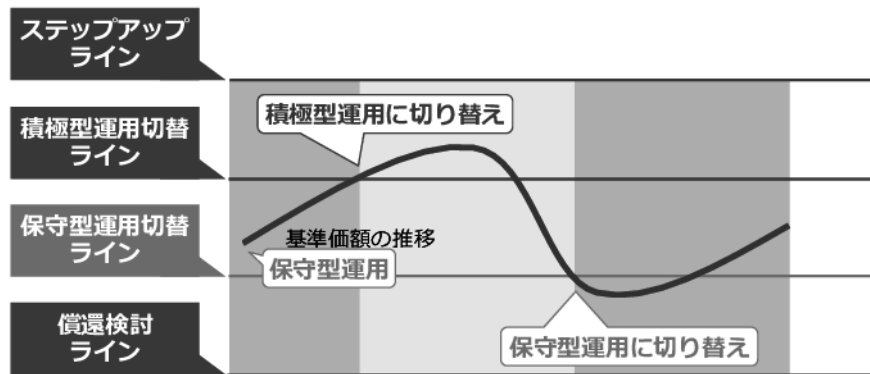 ステップアップ
ライン
積極型運用に切り替え
積極型運用切替
ライン
保守型運用切替
ライン
基準価額の推移
保守型運用
償還検討
ライン
保守型運用に切り替え